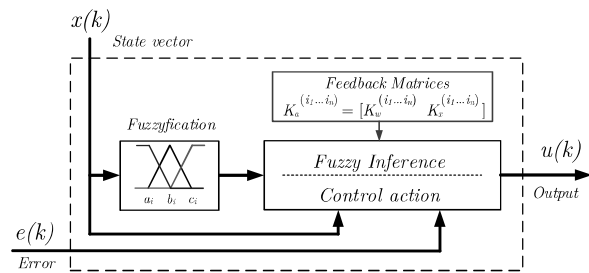 x(k)
State vector
Feedback Matrices
K_a^{(i_1...i_n)} = [K_w^{(i_1...i_n)} K_x^{(i_1...i_n)}]
Fuzzyfication
a_i b_i c_i
Fuzzy Inference
Control action
u(k)
Output
e(k)
Error